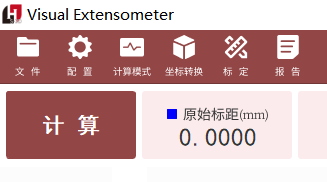 Visual Extensometer
文 件 配 置 计算模式 坐标转换 标 定 报 告
计 算
原始标距(mm)
0.0000